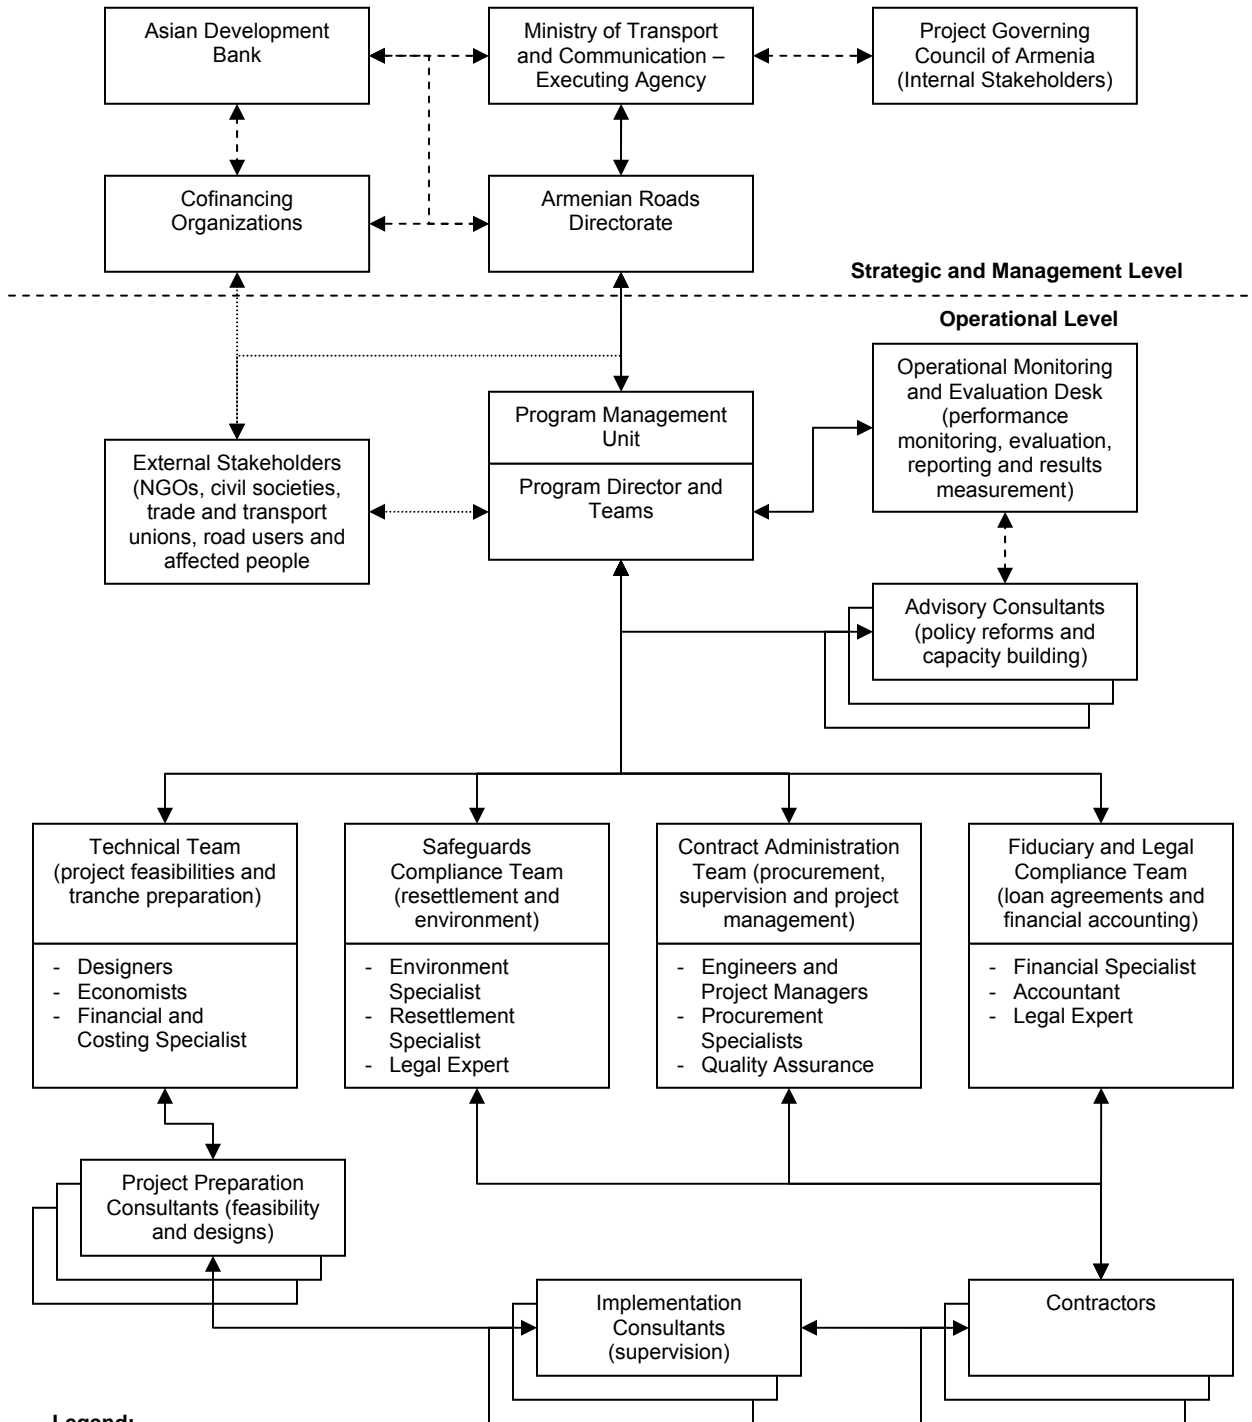 Asian Development
Bank
Ministry of Transport
and Communication –
Executing Agency
Project Governing
Council of Armenia
(Internal Stakeholders)
Cofinancing
Organizations
Armenian Roads
Directorate
Strategic and Management Level
Operational Level
Operational Monitoring
and Evaluation Desk
(performance
monitoring, evaluation,
reporting and results
measurement)
Program Management
Unit
Program Director and
Teams
External Stakeholders
(NGOs, civil societies,
trade and transport
unions, road users and
affected people
Advisory Consultants
(policy reforms and
capacity building)
Technical Team
(project feasibilities and
tranche preparation)
- Designers
- Economists
- Financial and
Costing Specialist
Safeguards
Compliance Team
(resettlement and
environment)
- Environment
Specialist
- Resettlement
Specialist
- Legal Expert
Contract Administration
Team (procurement,
supervision and project
management)
- Engineers and
Project Managers
- Procurement
Specialists
- Quality Assurance
Fiduciary and Legal
Compliance Team
(loan agreements and
financial accounting)
- Financial Specialist
- Accountant
- Legal Expert
Project Preparation
Consultants (feasibility
and designs)
Implementation
Consultants
(supervision)
Contractors
Legend: